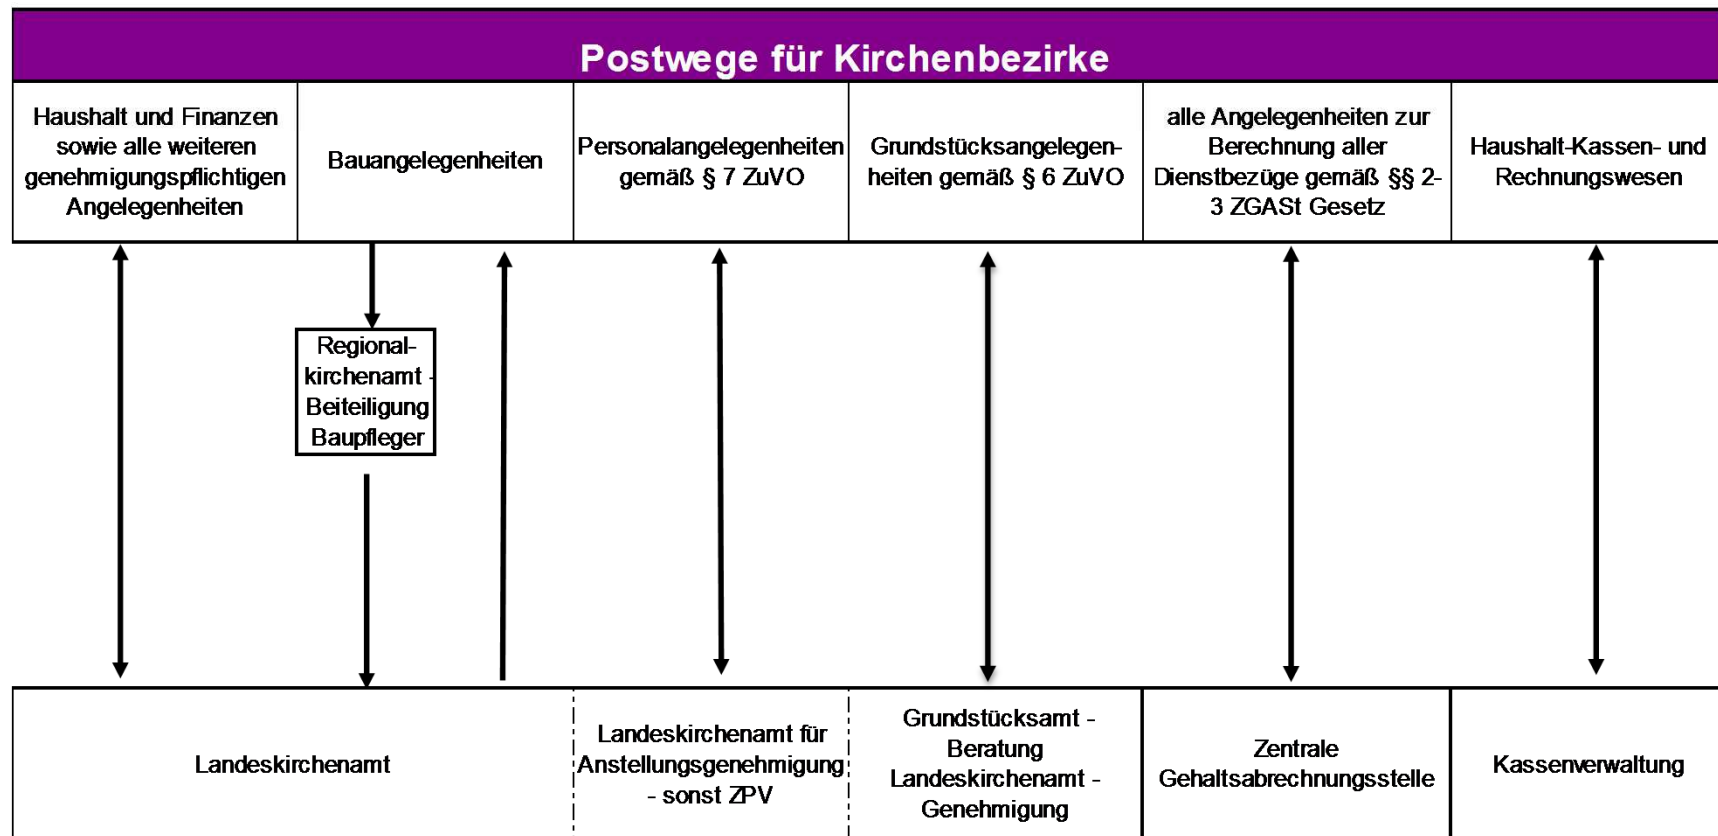 Postwege für Kirchenbezirke
Haushalt und Finanzen
sowie alle weiteren
genehmigungspflichtigen
Angelegenheiten
Bauangelegenheiten
Personalangelegenheiten
gemäß § 7 ZuVO
Grundstücksangelegen-
heiten gemäß § 6 ZuVO
alle Angelegenheiten zur
Berechnung aller
Dienstbezüge gemäß §§ 2-
3 ZGASt Gesetz
Haushalt-Kassen- und
Rechnungswesen
Regional-
kirchenamt -
Beiteiligung
Baupfleger
Landeskirchenamt
Landeskirchenamt für
Anstellungsgenehmigung
- sonst ZPV
Grundstücksamt -
Beratung
Landeskirchenamt -
Genehmigung
Zentrale
Gehaltsabrechnungsstelle
Kassenverwaltung